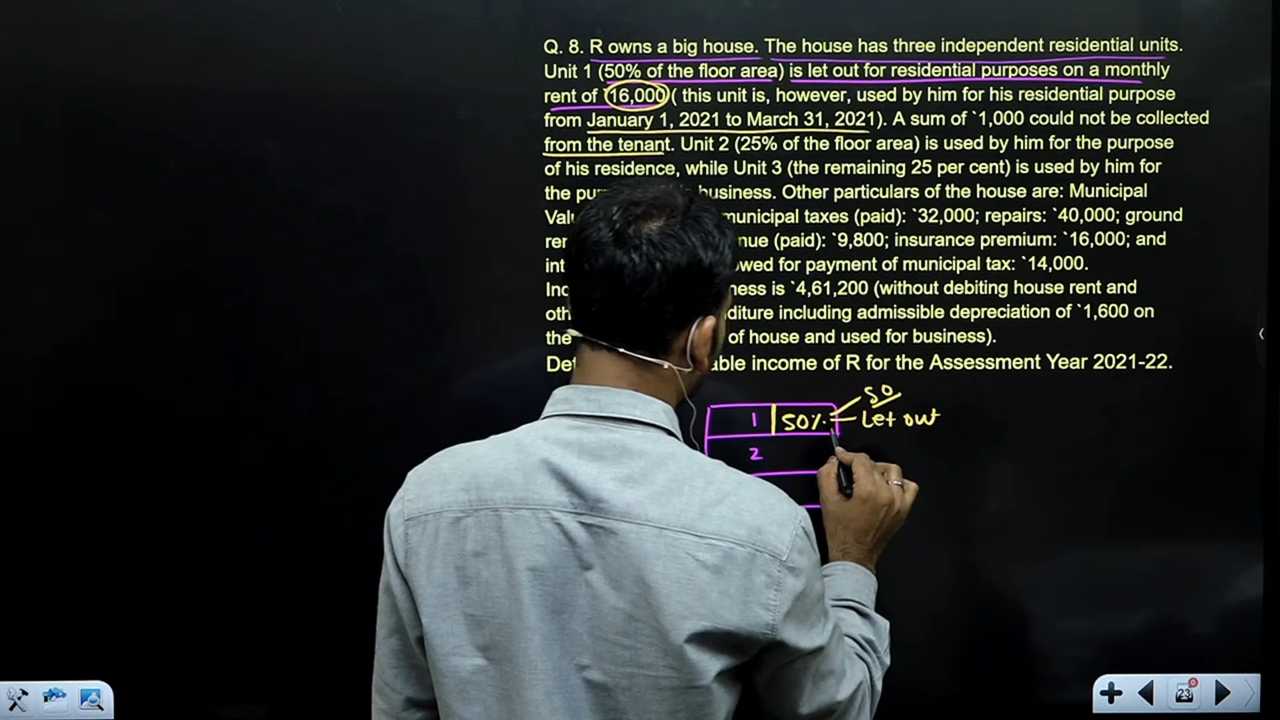 Q. 8. R owns a big house. The house has three independent residential units.
Unit 1 (50% of the floor area) is let out for residential purposes on a monthly
rent of `16,000 ( this unit is, however, used by him for his residential purpose
from January 1, 2021 to March 31, 2021). A sum of `1,000 could not be collected
from the tenant. Unit 2 (25% of the floor area) is used by him for the purpose
of his residence, while Unit 3 (the remaining 25 per cent) is used by him for
the business. Other particulars of the house are: Municipal
municipal taxes (paid): `32,000; repairs: `40,000; ground
(paid): `9,800; insurance premium: `16,000; and
for payment of municipal tax: `14,000.
is `4,61,200 (without debiting house rent and
including admissible depreciation of `1,600 on
the of house and used for business).
income of R for the Assessment Year 2021-22.
SO
1 50% Let out
2
23